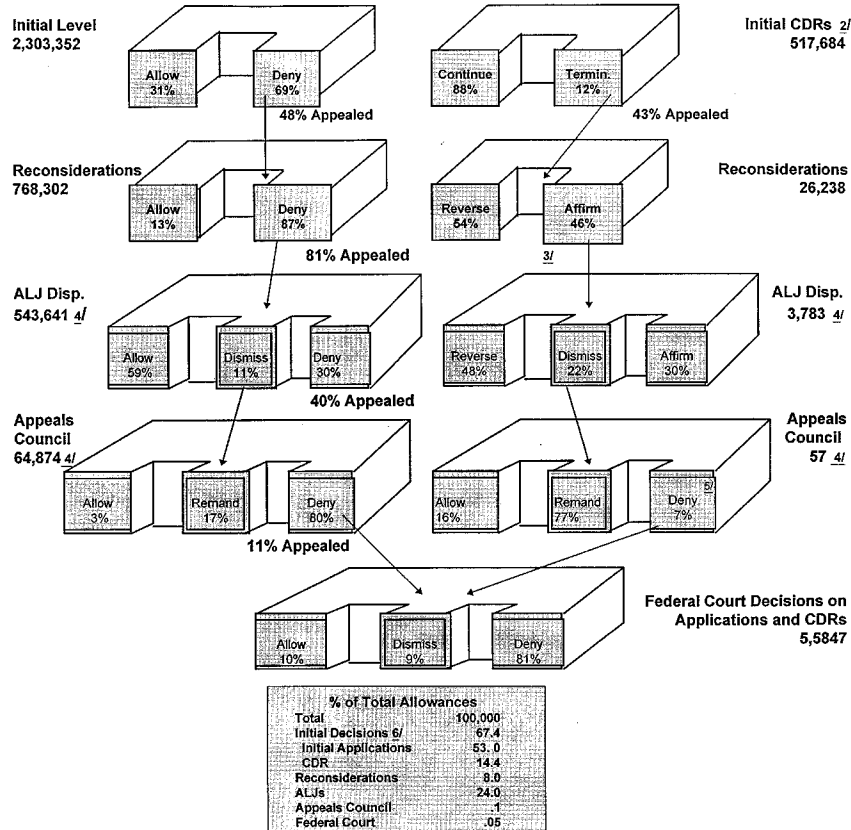 Initial Level
2,303,352
Allow
31%
Deny
69%
48% Appealed
Initial CDRs 2/
517,684
Continue
88%
Termin.
12%
43% Appealed
Reconsiderations
768,302
Allow
13%
Deny
87%
81% Appealed
Reconsiderations
26,238
Reverse
54%
Affirm
46%
3/
ALJ Disp.
543,641 4/
Allow
59%
Dismiss
11%
Deny
30%
40% Appealed
ALJ Disp.
3,783 4/
Reverse
48%
Dismiss
22%
Affirm
30%
Appeals
Council
64,874 4/
Allow
3%
Remand
17%
Deny
80%
11% Appealed
Appeals
Council
57 4/
Allow
16%
Remand
77%
5/
Deny
7%
Federal Court Decisions on
Applications and CDRs
5,5847
Allow
10%
Dismiss
9%
Deny
81%
% of Total Allowances
Total 100,000
Initial Decisions 6/ 67.4
Initial Applications 53. 0
CDR 14.4
Reconsiderations 8.0
ALJs 24.0
Appeals Council .1
Federal Court .05